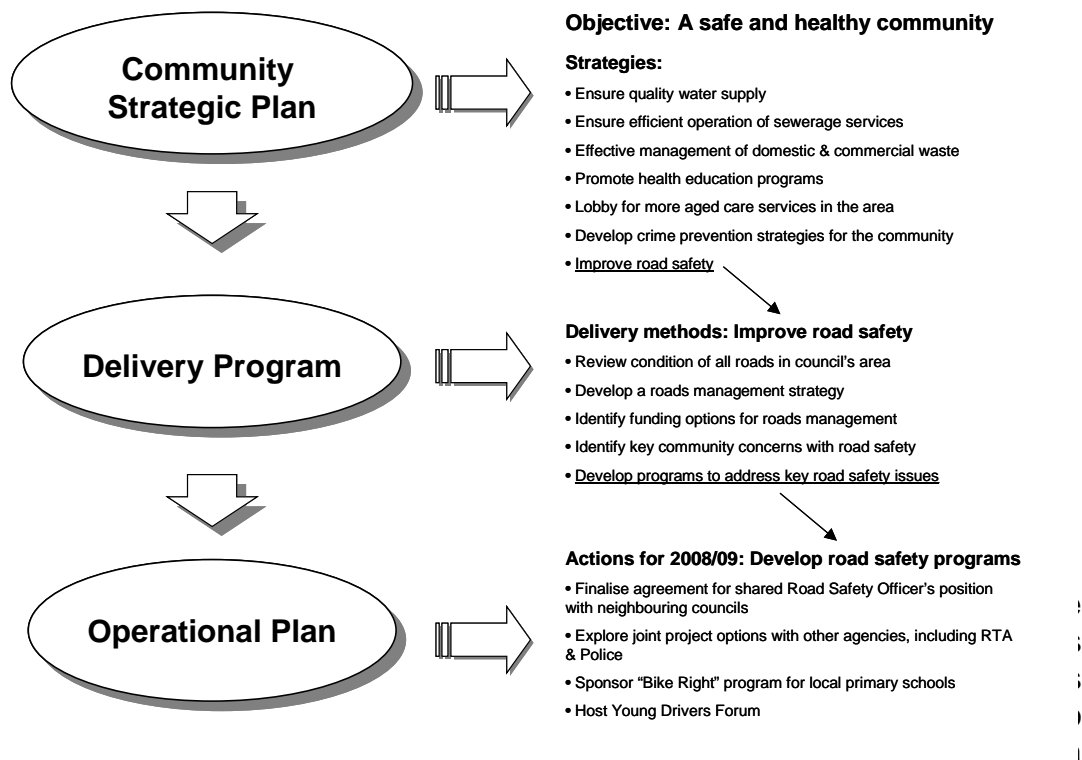 Community
Strategic Plan
Objective: A safe and healthy community
Strategies:
• Ensure quality water supply
• Ensure efficient operation of sewerage services
• Effective management of domestic & commercial waste
• Promote health education programs
• Lobby for more aged care services in the area
• Develop crime prevention strategies for the community
• Improve road safety
Delivery Program
Delivery methods: Improve road safety
• Review condition of all roads in council's area
• Develop a roads management strategy
• Identify funding options for roads management
• Identify key community concerns with road safety
• Develop programs to address key road safety issues
Operational Plan
Actions for 2008/09: Develop road safety programs
• Finalise agreement for shared Road Safety Officer's position
with neighbouring councils
• Explore joint project options with other agencies, including RTA
& Police
• Sponsor “Bike Right” program for local primary schools
• Host Young Drivers Forum